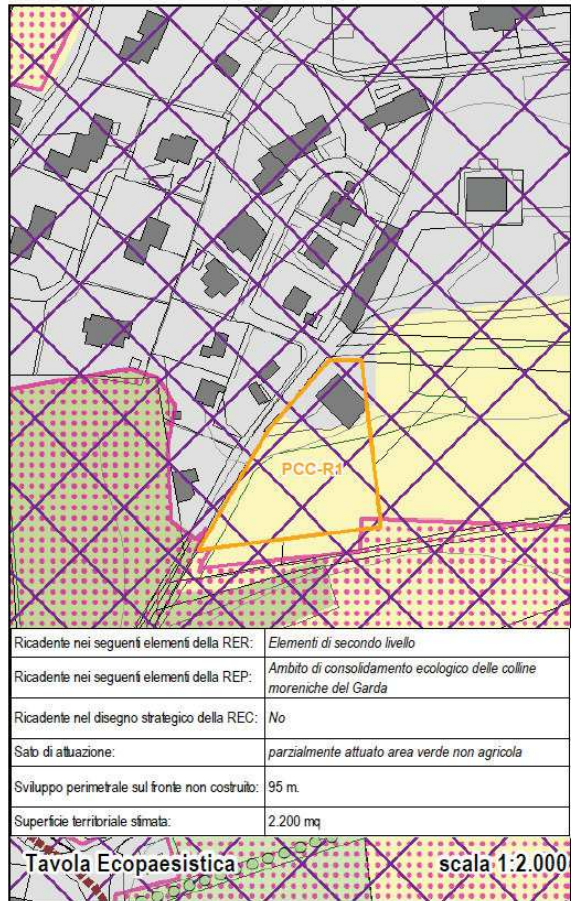 PCC-R1
Ricadente nei seguenti elementi della RER: Elementi di secondo livello
Ricadente nei seguenti elementi della REP: Ambito di consolidamento ecologico delle colline
moreniche del Garda
Ricadente nel disegno strategico della REC: No
Sato di attuazione: parzialmente attuato area verde non agricola
Sviluppo perimetrale sul fronte non costruito: 95 m.
Superficie territoriale stimata: 2.200 mq
Tavola Ecopaesistica scala 1:2.000